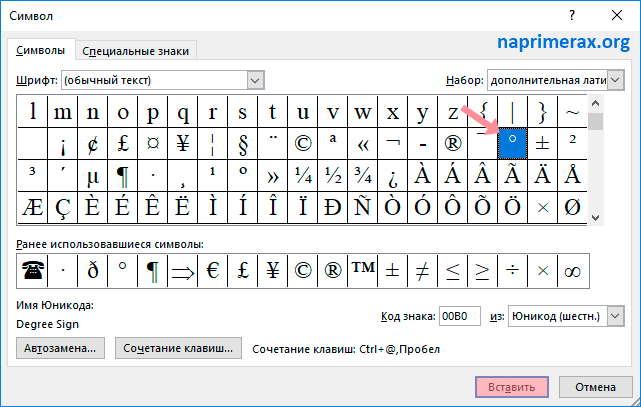 Символ
Символы
Специальные знаки
naprimerax.org
Шрифт: (обычный текст)
Набор: дополнительная лати
l m n o p q r s t u v w x y z { | } ~
¡ ¢ £ ¤ ¥ ¦ § ¨ © ª « ¬ - ® ¯ ° ± ²
³ ´ µ ¶ · ¸ ¹ º » ¼ ½ ¾ ¿ À Á Â Ã Ä Å
Æ Ç È É Ê Ë Ì Í Î Ï Ð Ñ Ò Ó Ô Õ Ö × Ø
Ранее использовавшиеся символы:
☎ · ð ° ¶ ⇒ € £ ¥ © ® ™ ± ≠ ≤ ≥ ÷ × ∞
Имя Юникода:
Degree Sign
Код знака: 00B0 из: Юникод (шестн.)
Автозамена... Сочетание клавиш... Сочетание клавиш: Ctrl+@,Пробел
Вставить Отмена